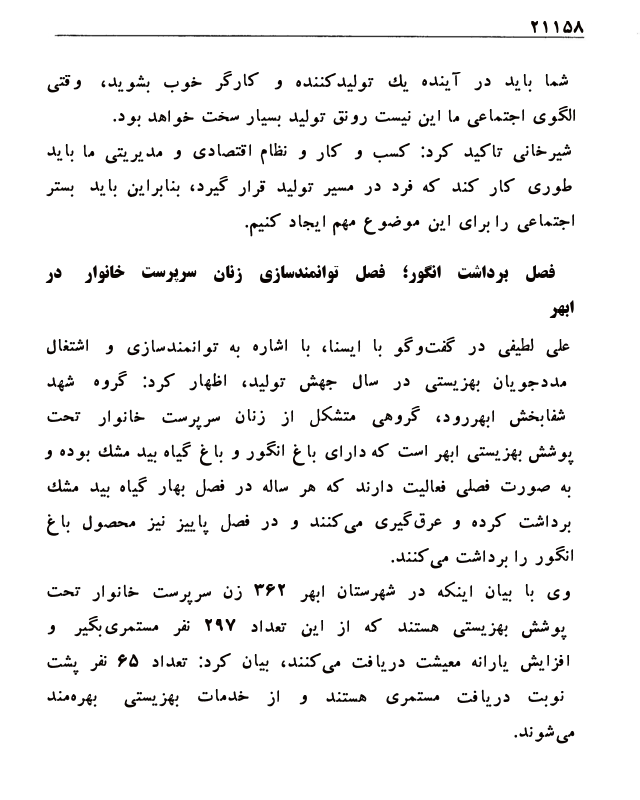 ۲۱۱۵۸
شما باید در آینده یك تولیدکننده و کارگر خوب بشوید، وقتی
الگوی اجتماعی ما این نیست رونق تولید بسیار سخت خواهد بود.
شیرخانی تاکید کرد: کسب و کار و نظام اقتصادی و مدیریتی ما باید
طوری کار کند که فرد در مسیر تولید قرار گیرد، بنابراین باید بستر
اجتماعی را برای این موضوع مهم ایجاد کنیم.
فصل برداشت انگور؛ فصل توانمندسازی زنان سرپرست خانوار در
ابهر
علی لطیفی در گفت‌وگو با ایسنا، با اشاره به توانمندسازی و اشتغال
مددجویان بهزیستی در سال جهش تولید، اظهار کرد: گروه شهد
شفابخش ابهررود، گروهی متشکل از زنان سرپرست خانوار تحت
پوشش بهزیستی ابهر است که دارای باغ انگور و باغ گیاه بید مشك بوده و
به صورت فصلی فعالیت دارند که هر ساله در فصل بهار گیاه بید مشك
برداشت کرده و عرق‌گیری می‌کنند و در فصل پاییز نیز محصول باغ
انگور را برداشت می‌کنند.
وی با بیان اینکه در شهرستان ابهر ۳۶۲ زن سرپرست خانوار تحت
پوشش بهزیستی هستند که از این تعداد ۲۹۷ نفر مستمری‌بگیر و
افزایش یارانه معیشت دریافت می‌کنند، بیان کرد: تعداد ۶۵ نفر پشت
نوبت دریافت مستمری هستند و از خدمات بهزیستی بهره‌مند
می‌شوند.